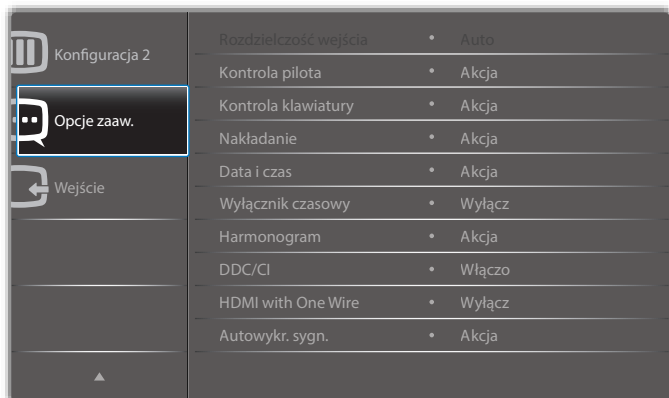 Konfiguracja 2
Opcje zaaw.
Wejście
Rozdzielczość wejścia • Auto
Kontrola pilota • Akcja
Kontrola klawiatury • Akcja
Nakładanie • Akcja
Data i czas • Akcja
Wyłącznik czasowy • Wyłącz
Harmonogram • Akcja
DDC/CI • Włączo
HDMI with One Wire • Wyłącz
Autowykr. sygn. • Akcja